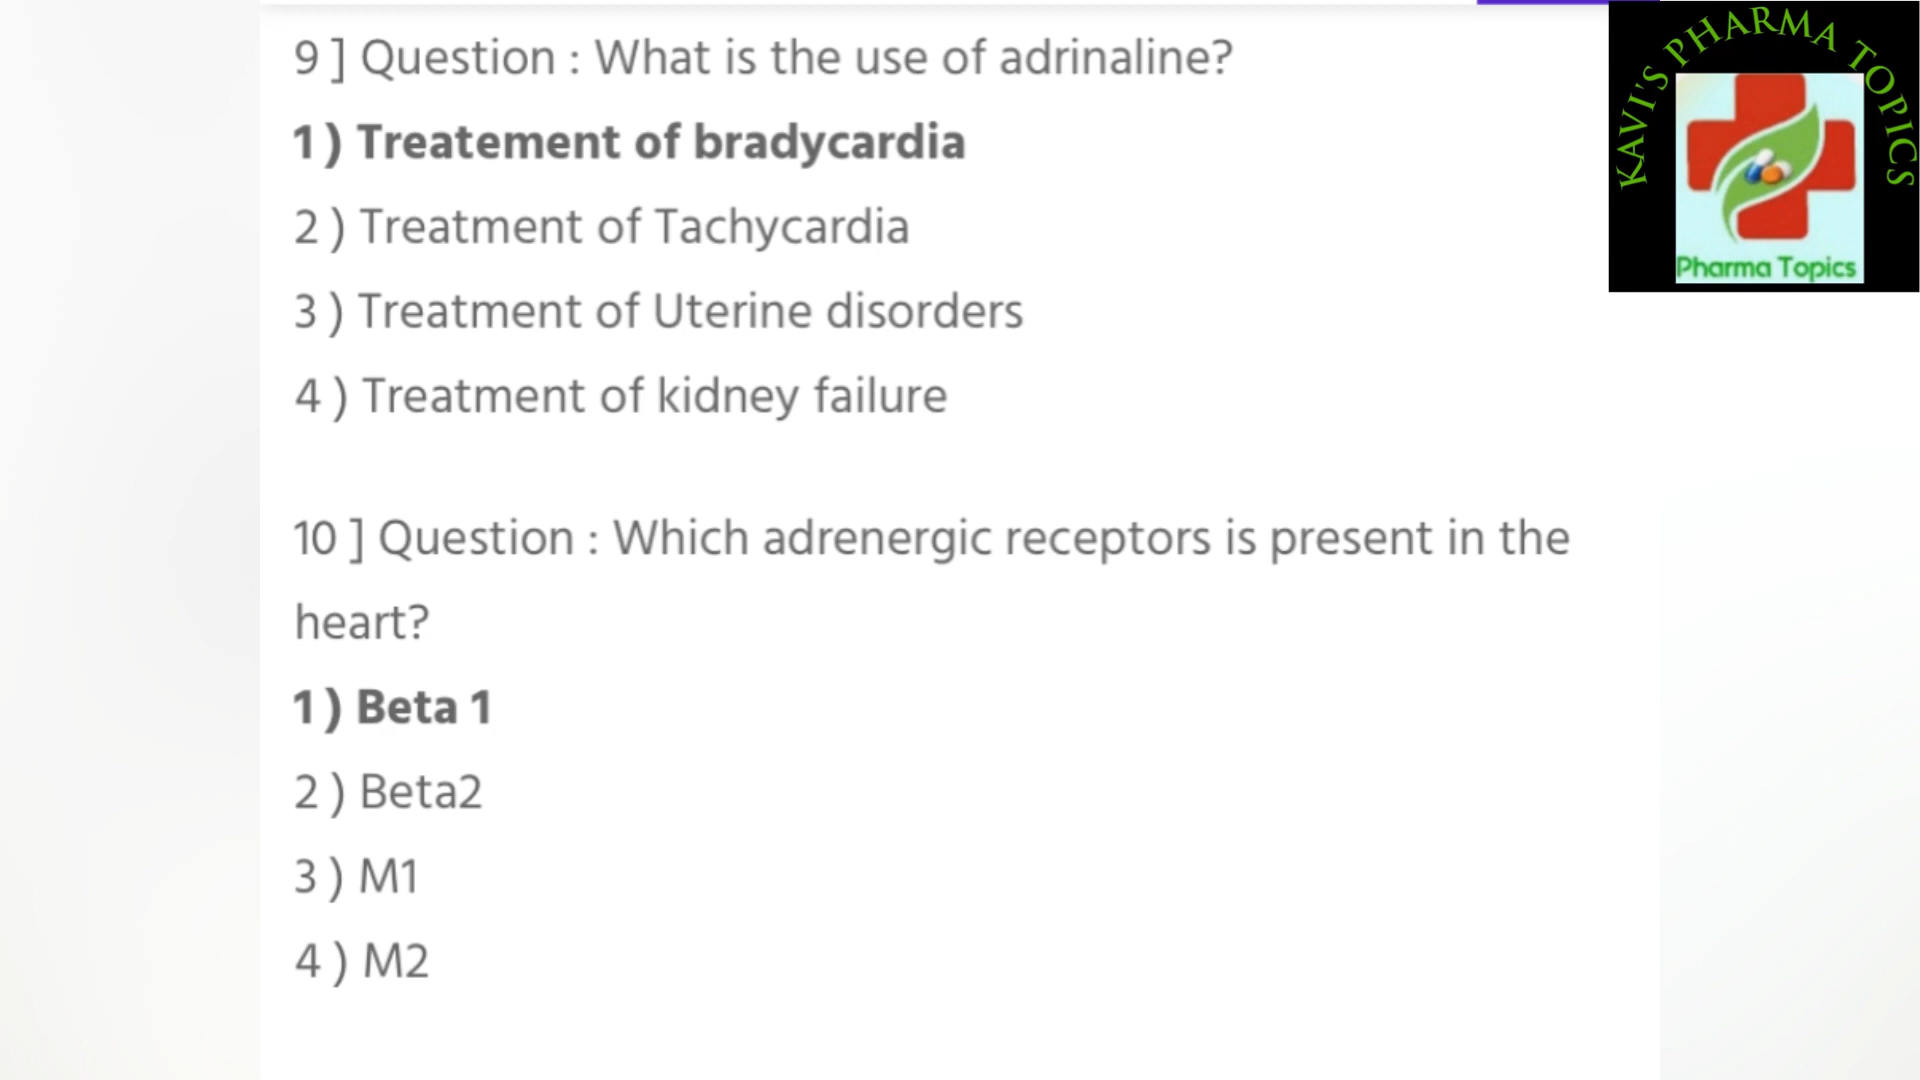 9 ] Question : What is the use of adrinaline?
1 ) Treatement of bradycardia
2 ) Treatment of Tachycardia
3 ) Treatment of Uterine disorders
4 ) Treatment of kidney failure
10 ] Question : Which adrenergic receptors is present in the
heart?
1 ) Beta 1
2 ) Beta2
3 ) M1
4 ) M2
KAVI'S PHARMA TOPICS
Pharma Topics